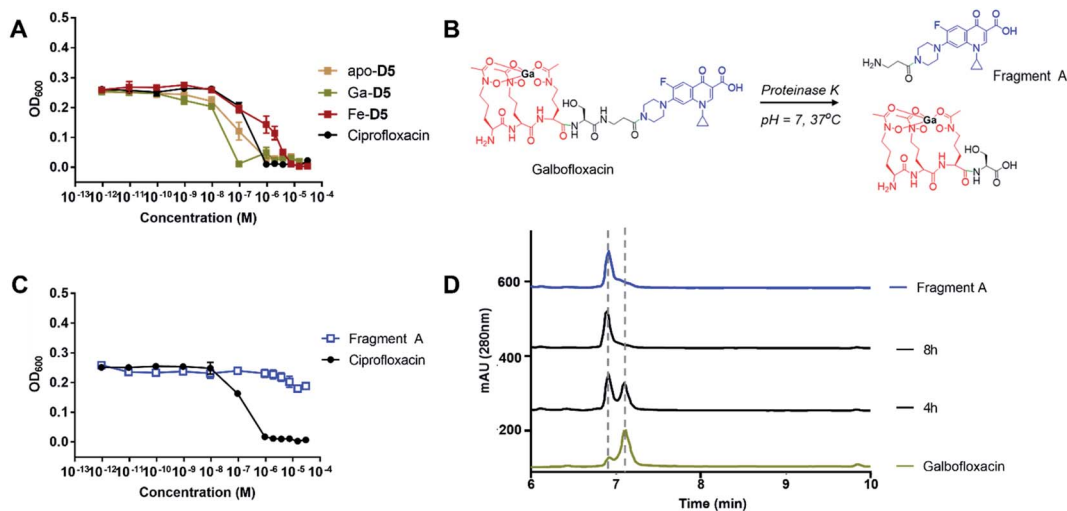 A
OD600
0.5
0.4
0.3
0.2
0.1
0.0
apo-D5
Ga-D5
Fe-D5
Ciprofloxacin
10-13 10-12 10-11 10-10 10-9 10-8 10-7 10-6 10-5 10-4
Concentration (M)
B
Ga
Galbofloxacin
Proteinase K
pH = 7, 37oC
Fragment A
Ga
C
OD600
0.5
0.4
0.3
0.2
0.1
0.0
Fragment A
Ciprofloxacin
10-13 10-12 10-11 10-10 10-9 10-8 10-7 10-6 10-5 10-4
Concentration (M)
D
mAU (280nm)
600
400
200
Fragment A
8h
4h
Galbofloxacin
6 7 8 9 10
Time (min)